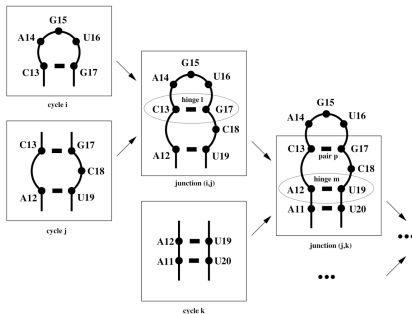 G15
A14
U16
C13
G17
cycle i
C13
G17
C18
A12
U19
cycle j
G15
A14
U16
hinge l
C13
G17
C18
A12
U19
junction (i,j)
A12
U19
A11
U20
cycle k
G15
A14
U16
C13
G17
pair p
C18
hinge m
A12
U19
A11
U20
junction (j,k)